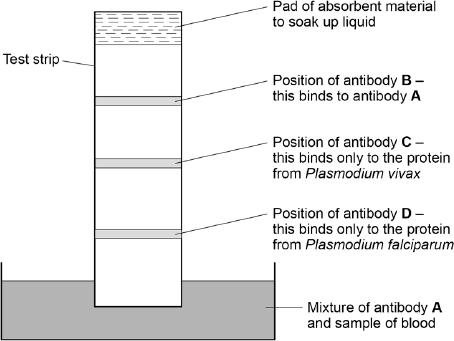 Pad of absorbent material
to soak up liquid
Test strip
Position of antibody B –
this binds to antibody A
Position of antibody C –
this binds only to the protein
from Plasmodium vivax
Position of antibody D –
this binds only to the protein
from Plasmodium falciparum
Mixture of antibody A
and sample of blood